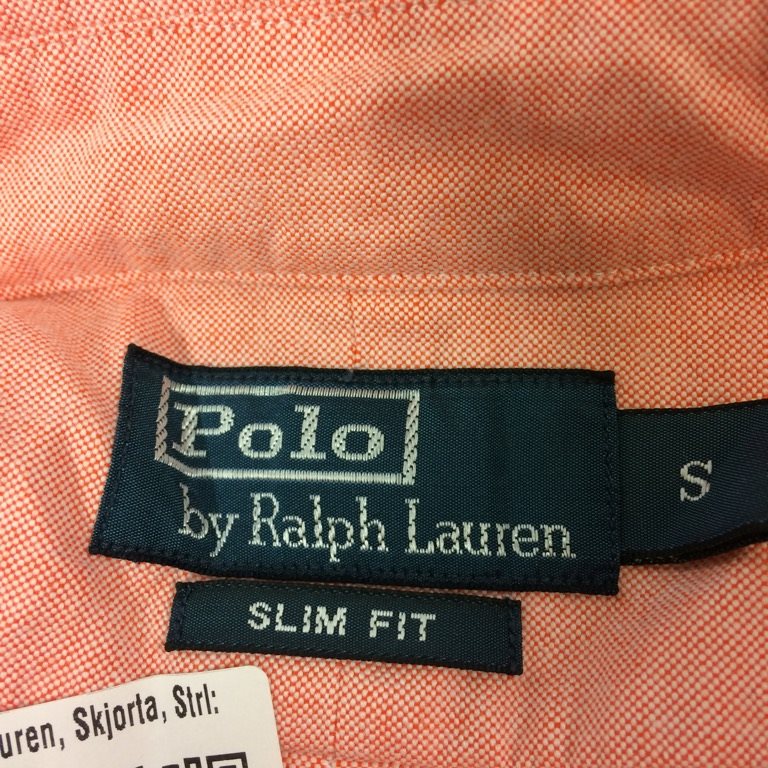 Polo
by Ralph Lauren
S
SLIM FIT
uren, Skjorta, Strl: